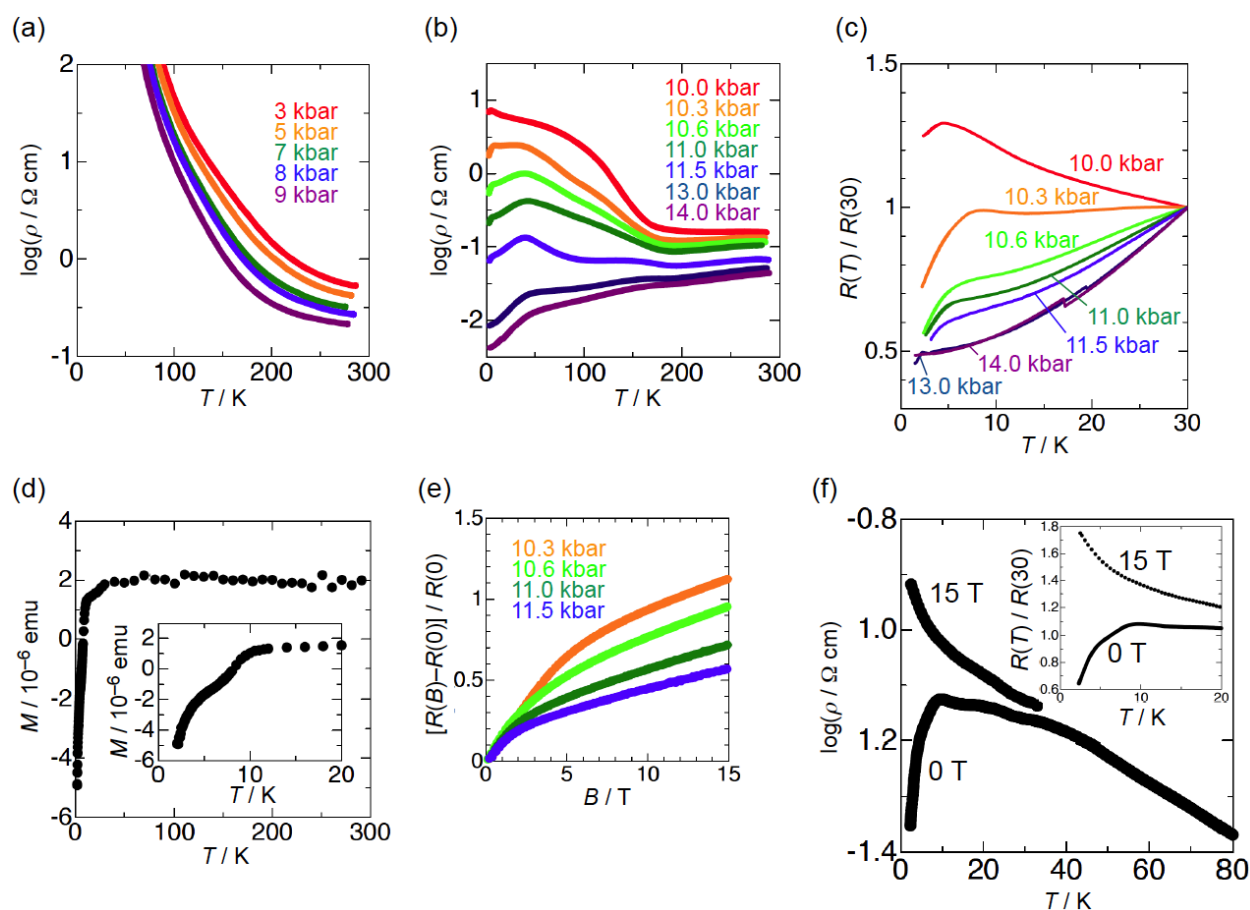 (a)
log(ρ / Ω cm)
2
1
0
-1
3 kbar
5 kbar
7 kbar
8 kbar
9 kbar
0
100
200
300
T / K
(b)
log(ρ / Ω cm)
1
0
-1
-2
10.0 kbar
10.3 kbar
10.6 kbar
11.0 kbar
11.5 kbar
13.0 kbar
14.0 kbar
0
100
200
300
T / K
(c)
R(T) / R(30)
1.5
1.0
0.5
10.0 kbar
10.3 kbar
10.6 kbar
11.0 kbar
11.5 kbar
14.0 kbar
13.0 kbar
0
10
20
30
T / K
(d)
M / 10⁻⁶ emu
4
2
0
-2
-4
-6
M / 10⁻⁶ emu
2
1
0
-2
-4
-5
-6
0
10
20
T / K
0
100
200
300
T / K
(e)
[R(B)–R(0)] / R(0)
1.5
1
0.5
0
10.3 kbar
10.6 kbar
11.0 kbar
11.5 kbar
0
5
10
15
B / T
(f)
log(ρ / Ω cm)
-0.8
1.0
1.2
-1.4
15 T
0 T
R(T) / R(30)
1.8
1.6
1.4
1.2
1.0
0.8
0.6
15 T
0 T
0
5
10
15
20
T / K
0
20
40
60
80
T / K